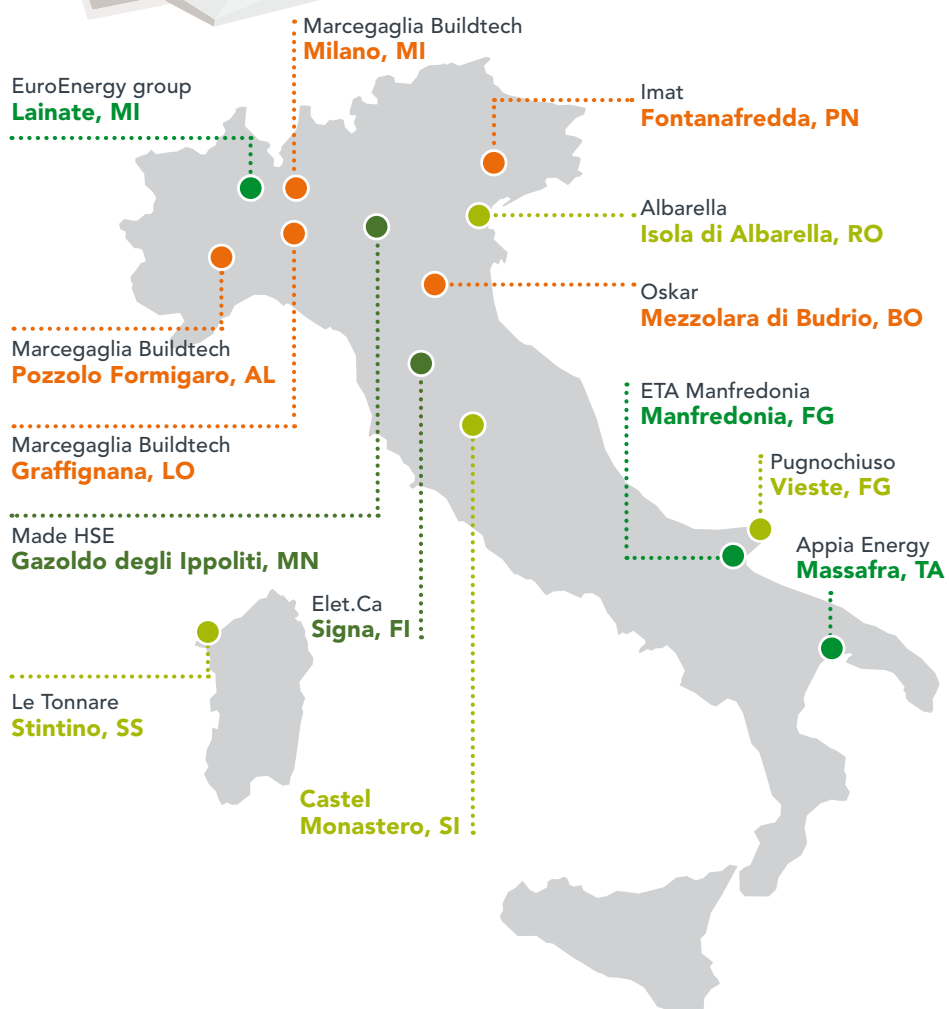 Marcegaglia Buildtech
Milano, MI
EuroEnergy group
Lainate, MI
Imat
Fontanafredda, PN
Albarella
Isola di Albarella, RO
Oskar
Mezzolara di Budrio, BO
Marcegaglia Buildtech
Pozzolo Formigaro, AL
ETA Manfredonia
Manfredonia, FG
Marcegaglia Buildtech
Graffignana, LO
Pugnochiuso
Vieste, FG
Made HSE
Gazoldo degli Ippoliti, MN
Appia Energy
Massafra, TA
Elet.Ca
Signa, FI
Le Tonnare
Stintino, SS
Castel
Monastero, SI